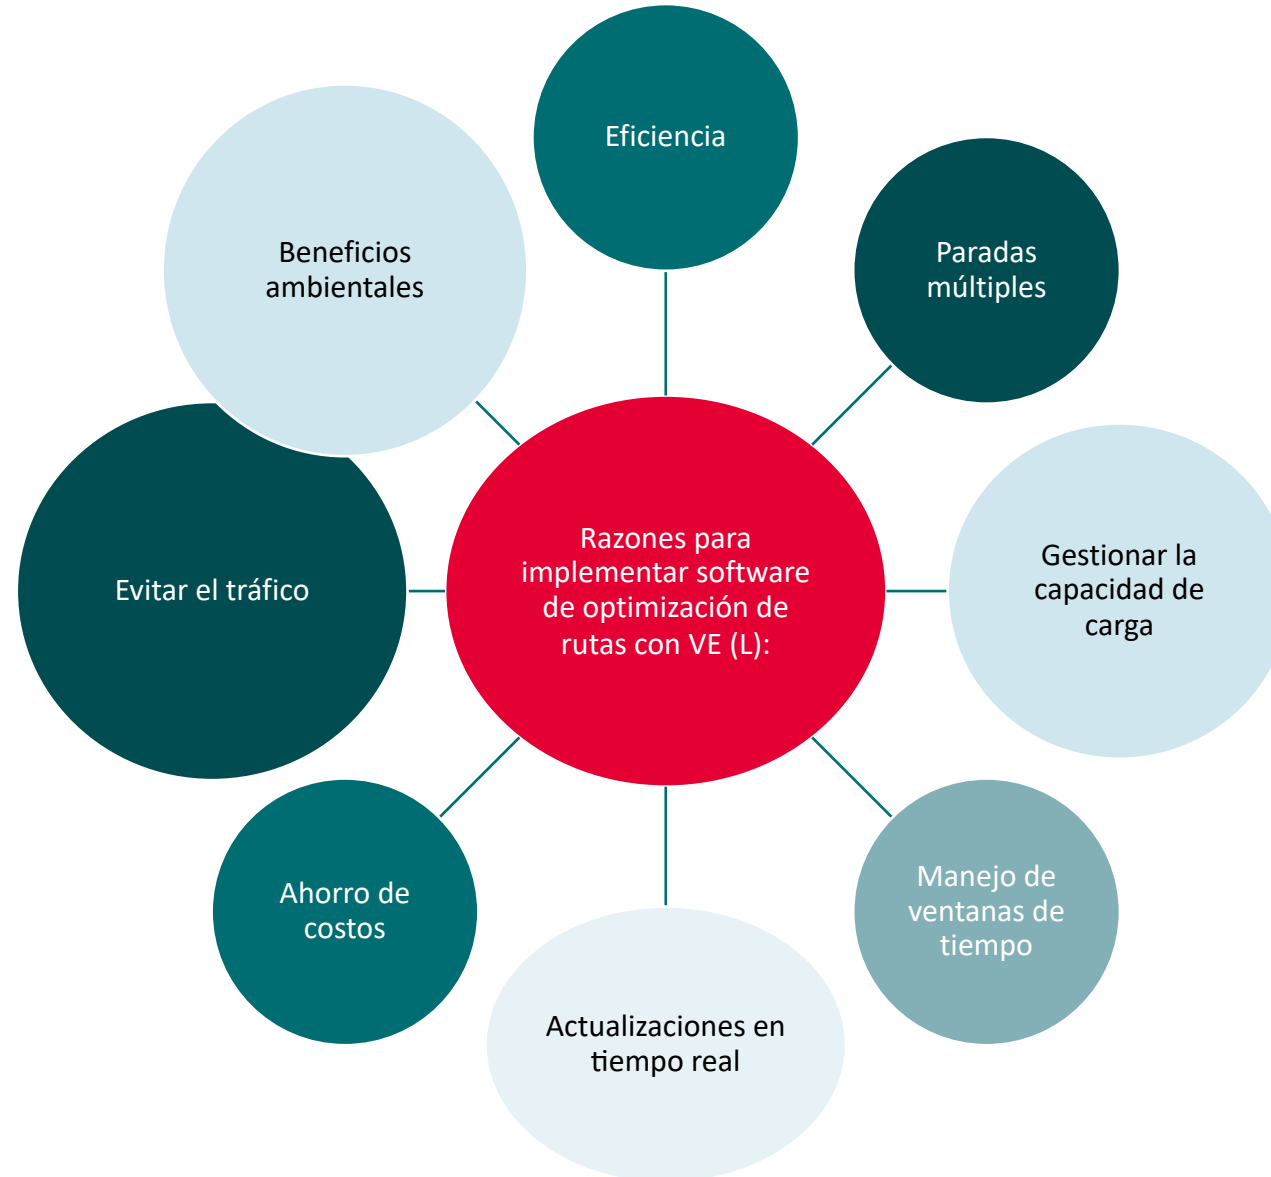 Eficiencia
Paradas
múltiples
Gestionar la
capacidad de
carga
Manejo de
ventanas de
tiempo
Actualizaciones en
tiempo real
Ahorro de
costos
Evitar el tráfico
Beneficios
ambientales
Razones para
implementar software
de optimización de
rutas con VE (L):